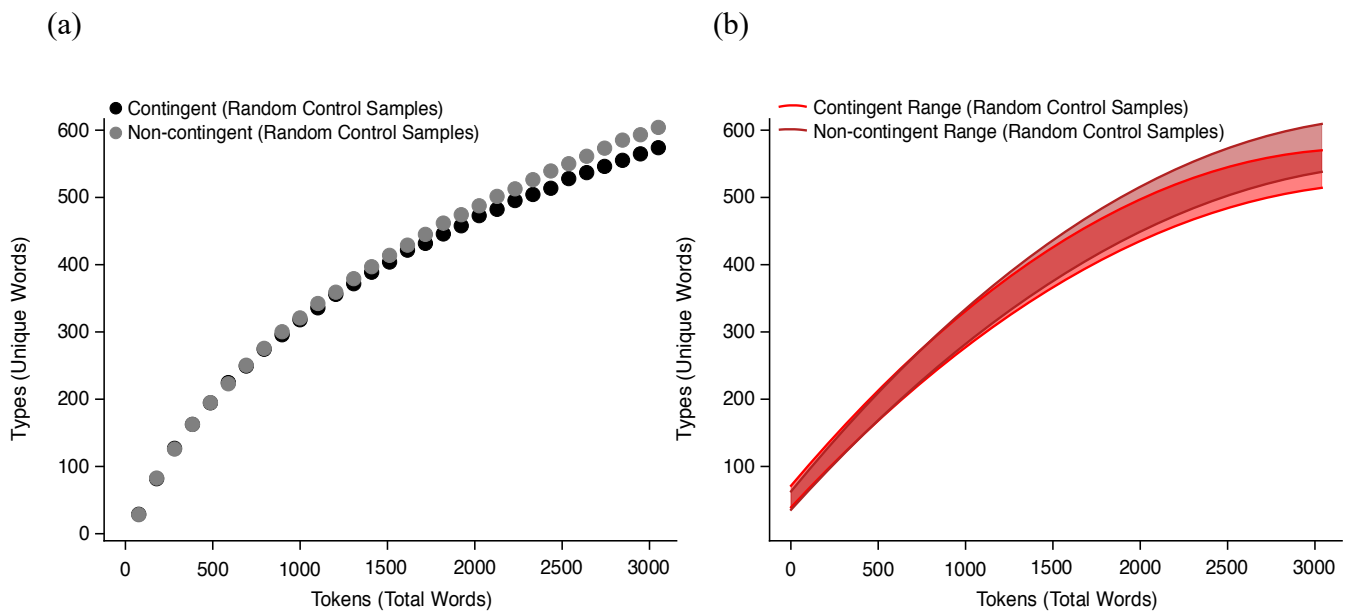 (a)
Contingent (Random Control Samples)
Non-contingent (Random Control Samples)
600
500
400
300
200
100
0
Types (Unique Words)
0 500 1000 1500 2000 2500 3000
Tokens (Total Words)
(b)
Contingent Range (Random Control Samples)
Non-contingent Range (Random Control Samples)
600
500
400
300
200
100
Types (Unique Words)
0 500 1000 1500 2000 2500 3000
Tokens (Total Words)